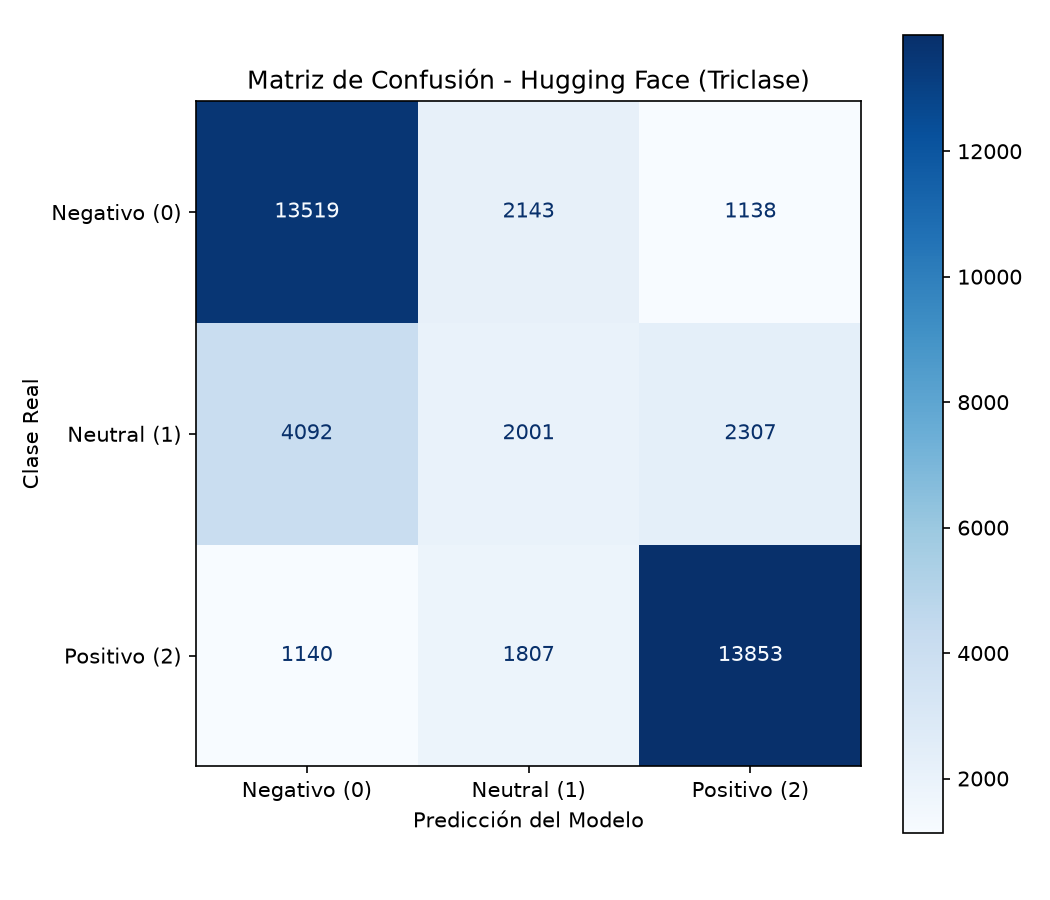 Matriz de Confusión - Hugging Face (Triclase)
Negativo (0)
13519
2143
1138
Neutral (1)
4092
2001
2307
Positivo (2)
1140
1807
13853
Negativo (0)
Neutral (1)
Positivo (2)
Predicción del Modelo
Clase Real
12000
10000
8000
6000
4000
2000